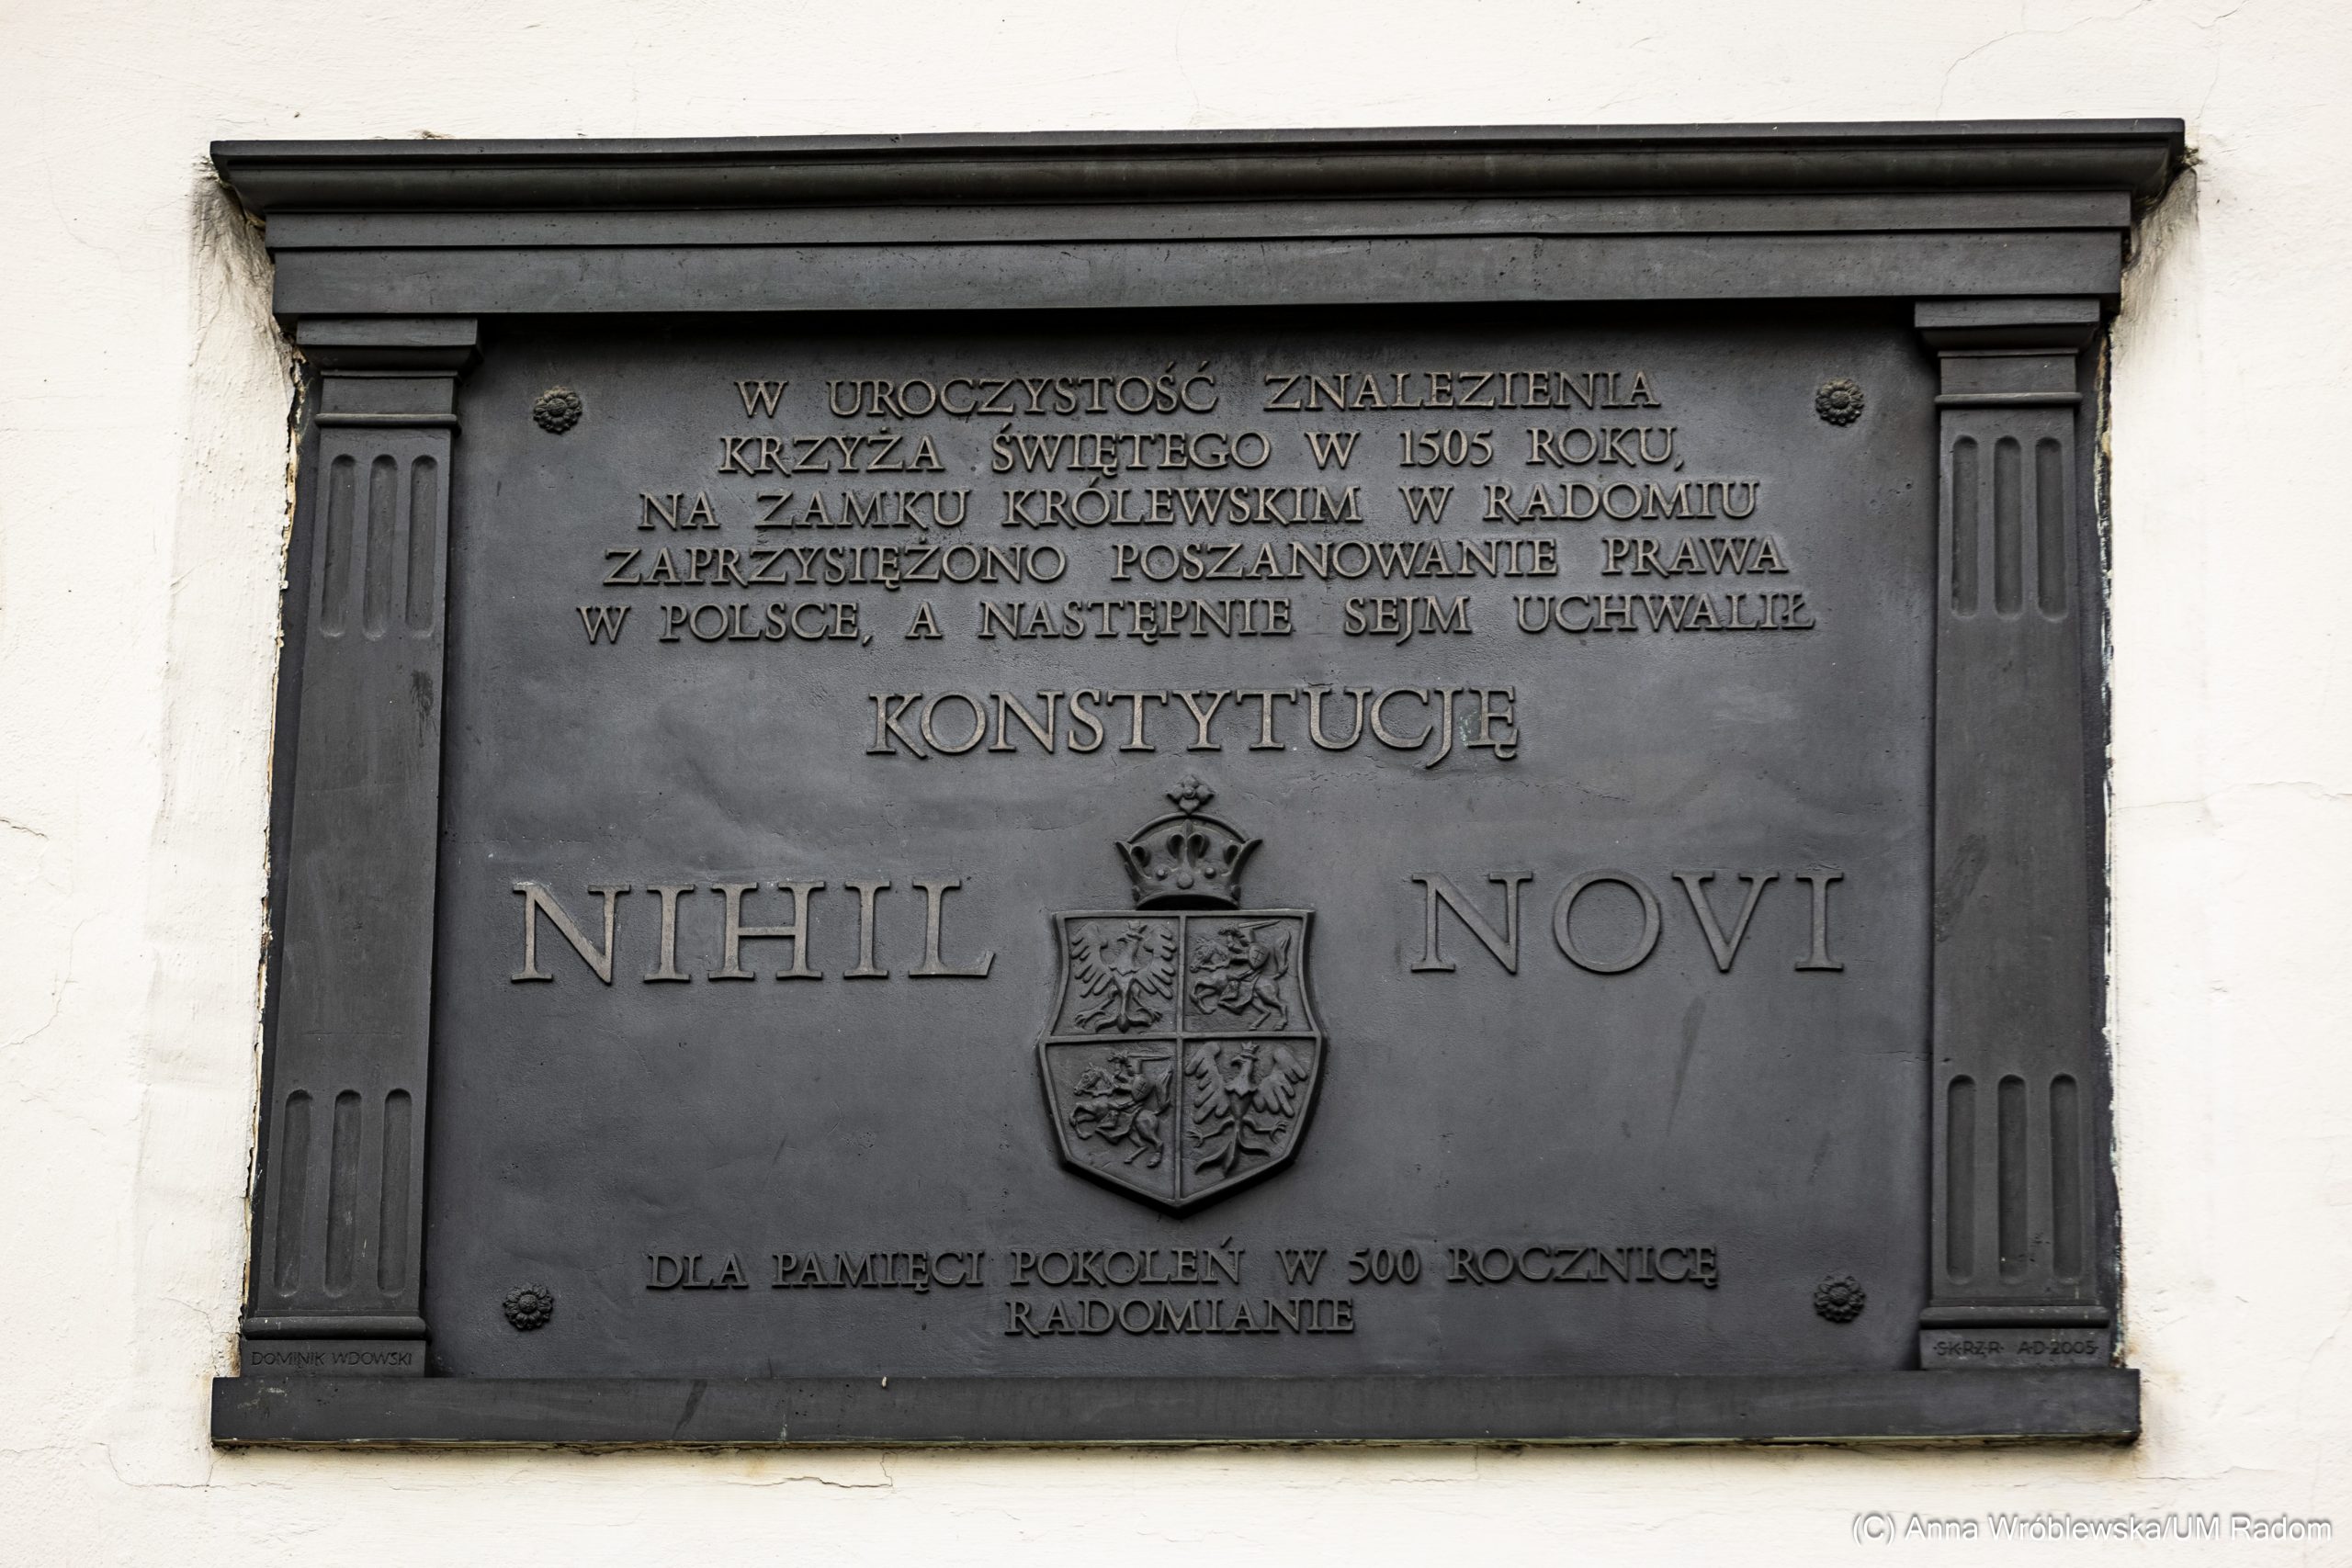 W UROCZYSTOŚĆ ZNALEZIENIA
KRZYŻA ŚWIĘTEGO W 1505 ROKU,
NA ZAMKU KRÓLEWSKIM W RADOMIU
ZAPRZYSIĘŻONO POSZANOWANIE PRAWA
W POLSCE, A NASTĘPNIE SEJM UCHWALIŁ
KONSTYTUCJĘ
NIHIL NOVI
DLA PAMIĘCI POKOLEŃ W 500 ROCZNICĘ
RADOMIANIE
DOMINIK WDOWSKI
·SKRZR· A·D·2005·
(C) Anna Wróblewska/UM Radom